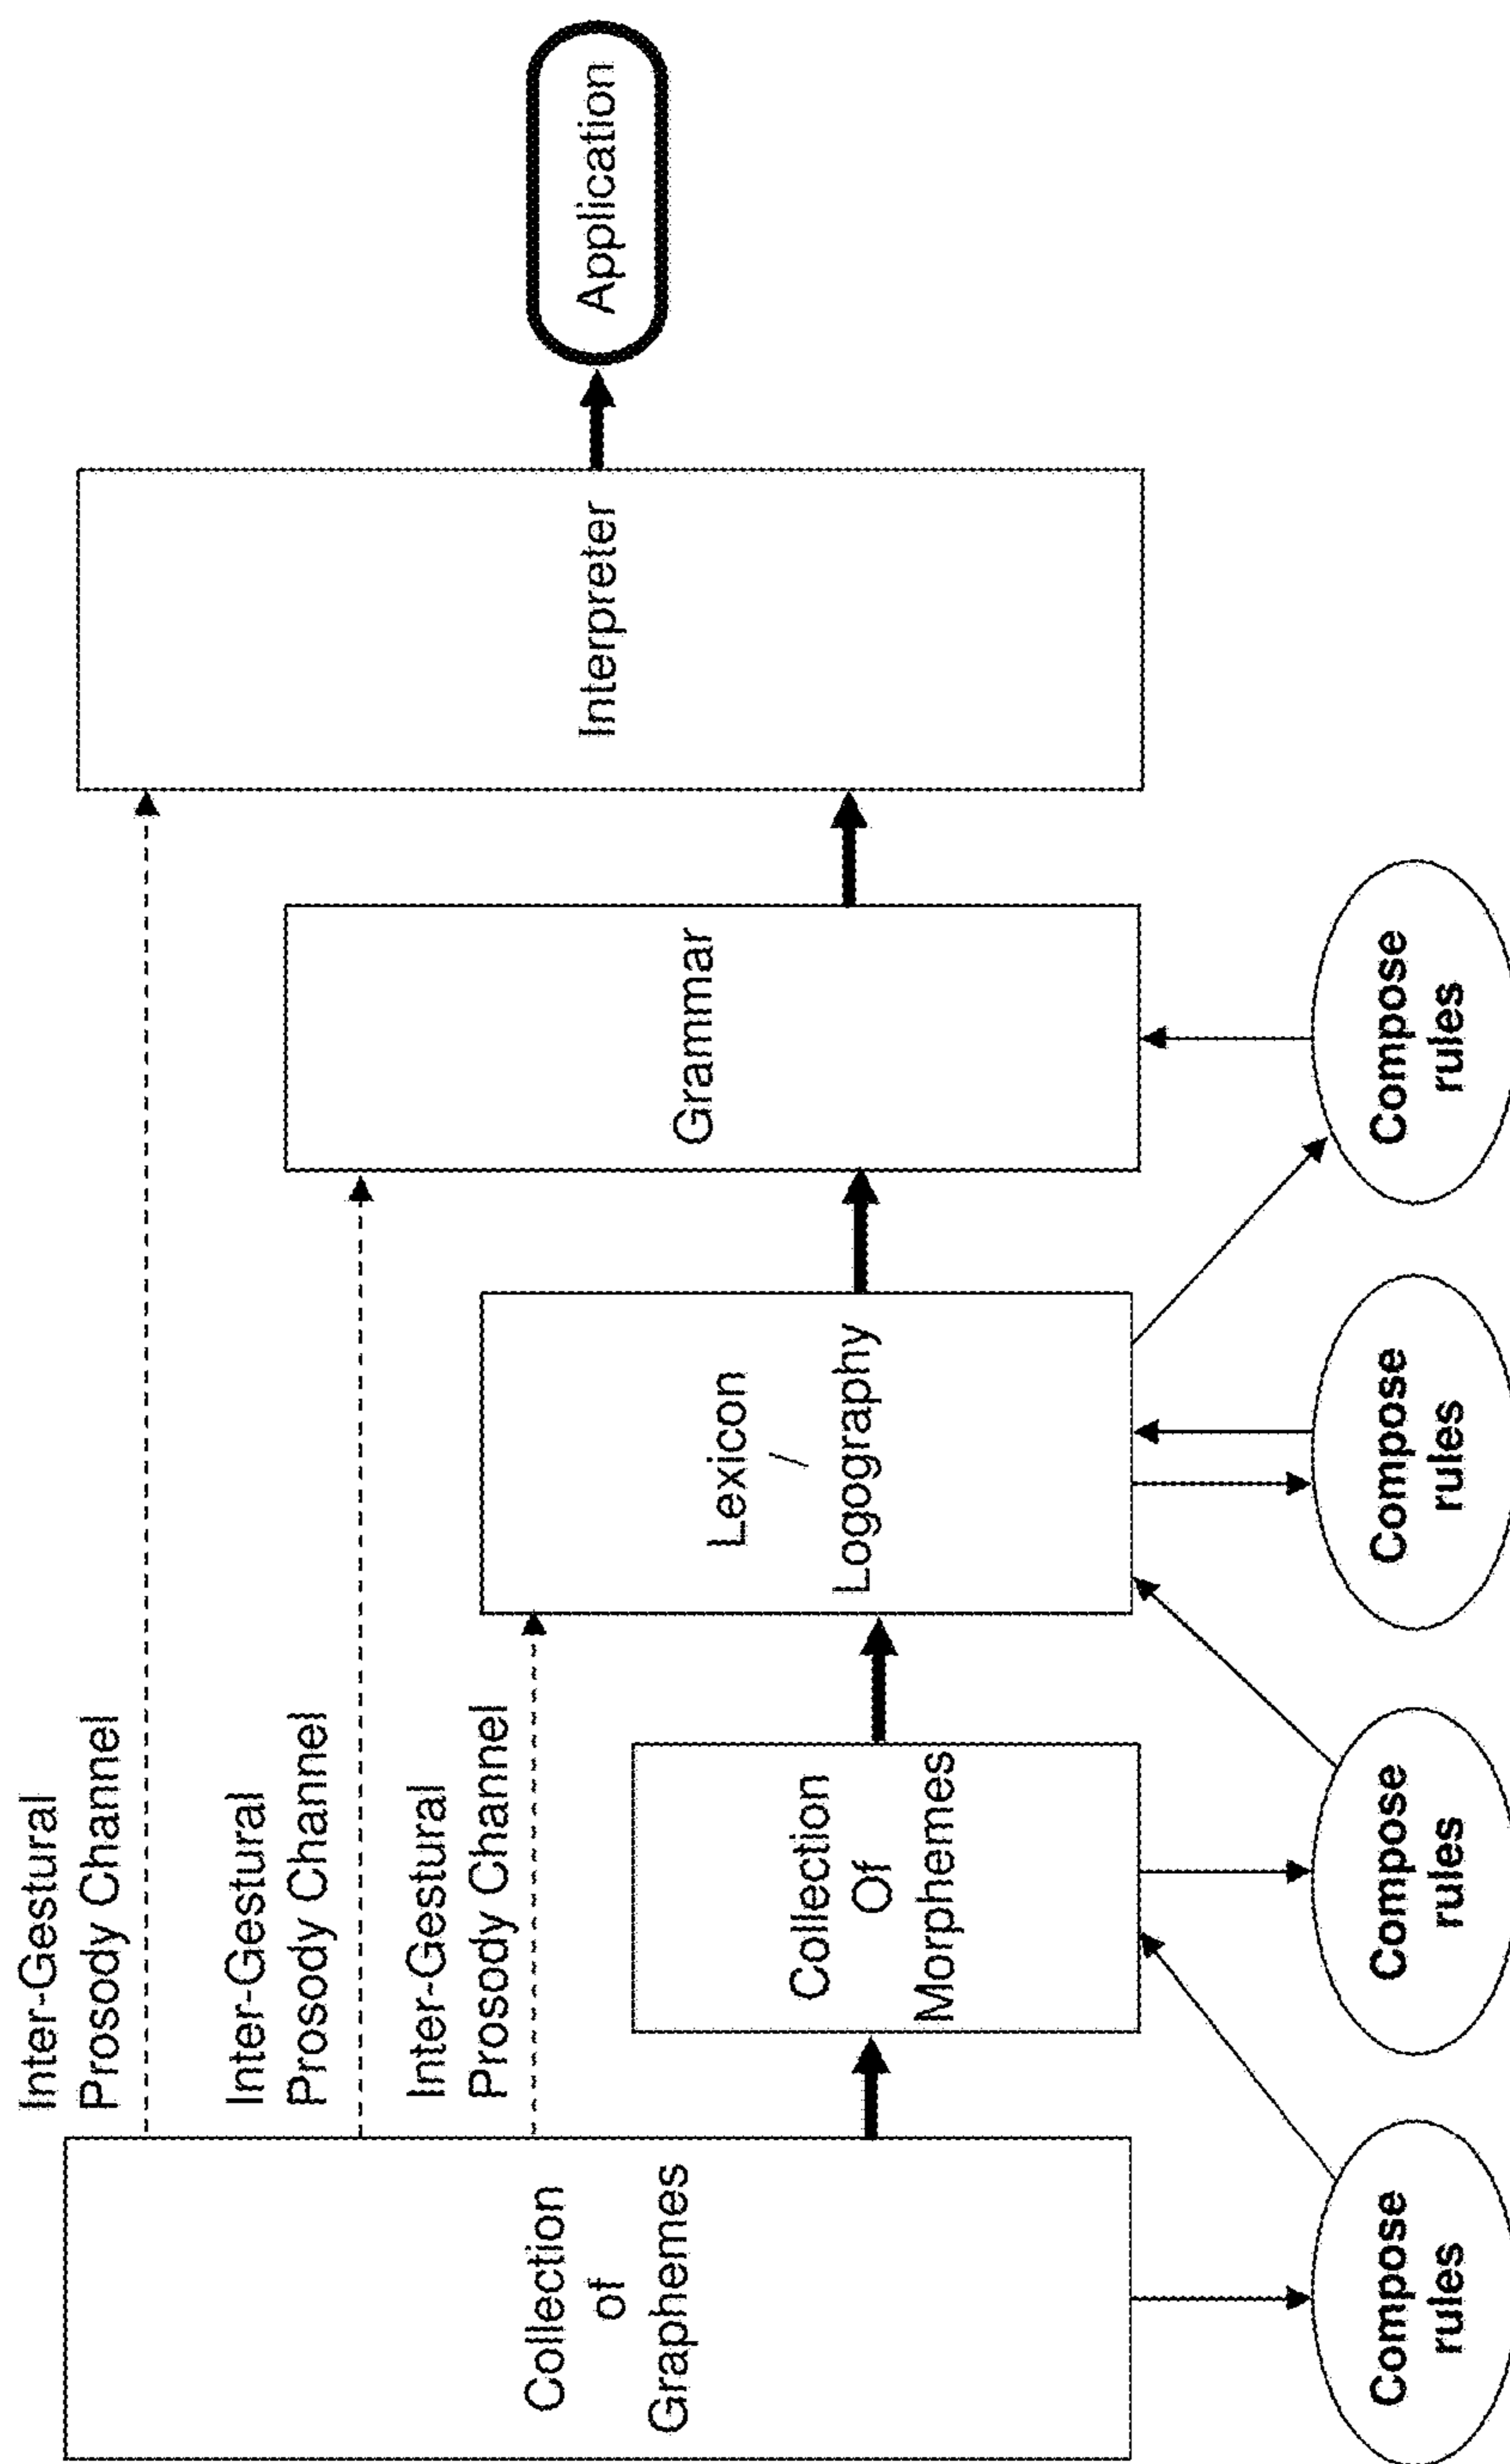 Inter-Gestural
Prosody Channel
Inter-Gestural
Prosody Channel
Inter-Gestural
Prosody Channel
Collection
of
Graphemes
Collection
Of
Morphemes
Lexicon
/
Logography
Grammar
Interpreter
Application
Compose
rules
Compose
rules
Compose
rules
Compose
rules